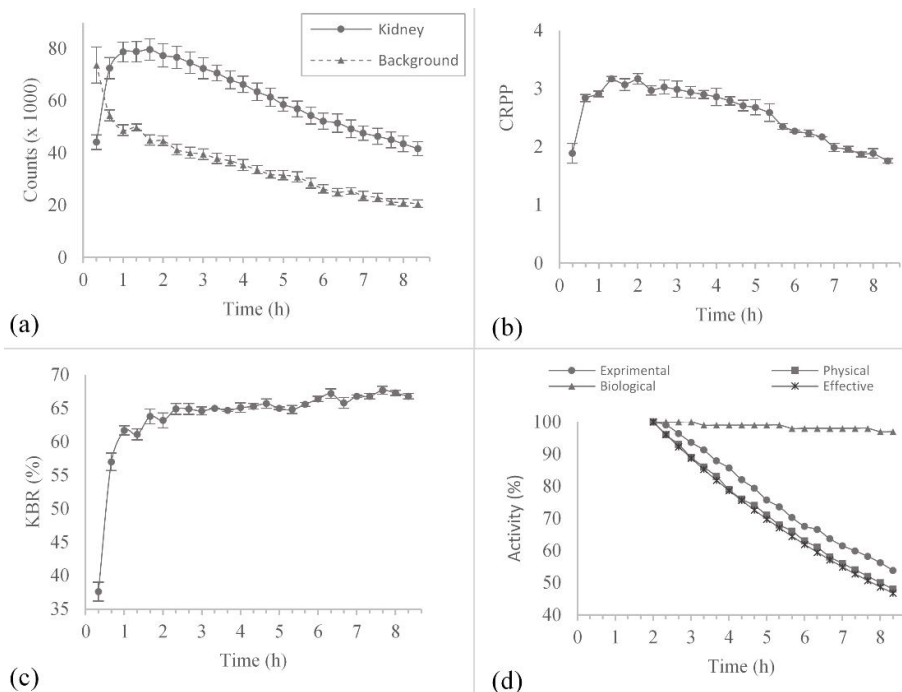 Kidney
Background
Counts (x 1000)
80
60
40
20
0
0 1 2 3 4 5 6 7 8
Time (h)
(a)
CRPP
4
3
2
1
0
0 1 2 3 4 5 6 7 8
Time (h)
(b)
KBR (%)
70
65
60
55
50
45
40
35
0 1 2 3 4 5 6 7 8
Time (h)
(c)
Exprimental Physical
Biological Effective
Activity (%)
100
90
80
70
60
50
40
0 1 2 3 4 5 6 7 8
Time (h)
(d)